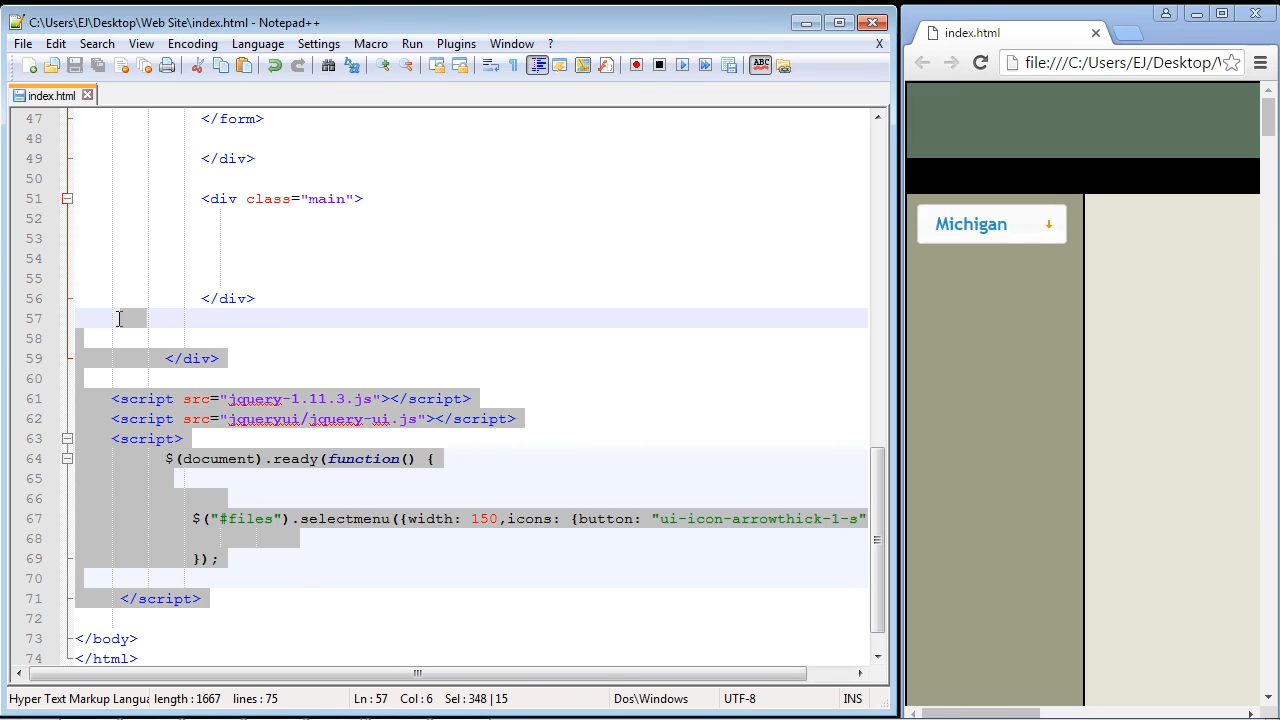 C:\Users\EJ\Desktop\Web Site\index.html - Notepad++
File Edit Search View Encoding Language Settings Macro Run Plugins Window ? X
index.html
47 </form>
48
49 </div>
50
51 <div class="main">
52
53
54
55
56 </div>
57
58
59 </div>
60
61 <script src="jquery-1.11.3.js"></script>
62 <script src="jqueryui/jquery-ui.js"></script>
63 <script>
64 $(document).ready(function() {
65
66
67 $("#files").selectmenu({width: 150,icons: {button: "ui-icon-arrowthick-1-s"
68
69 });
70
71 </script>
72
73 </body>
74 </html>
Hyper Text Markup Langua length : 1667 lines : 75 Ln : 57 Col : 6 Sel : 348 | 15 Dos\Windows UTF-8 INS
index.html
file:///C:/Users/EJ/Desktop/
Michigan
ABC